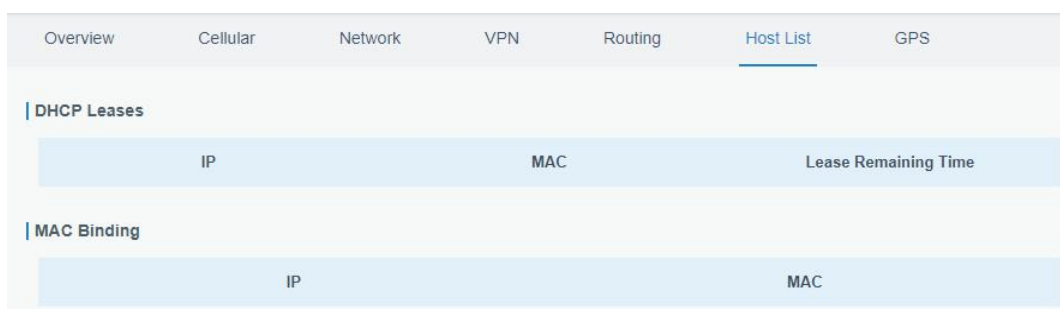 Overview Cellular Network VPN Routing Host List GPS
DHCP Leases
IP MAC Lease Remaining Time
MAC Binding
IP MAC